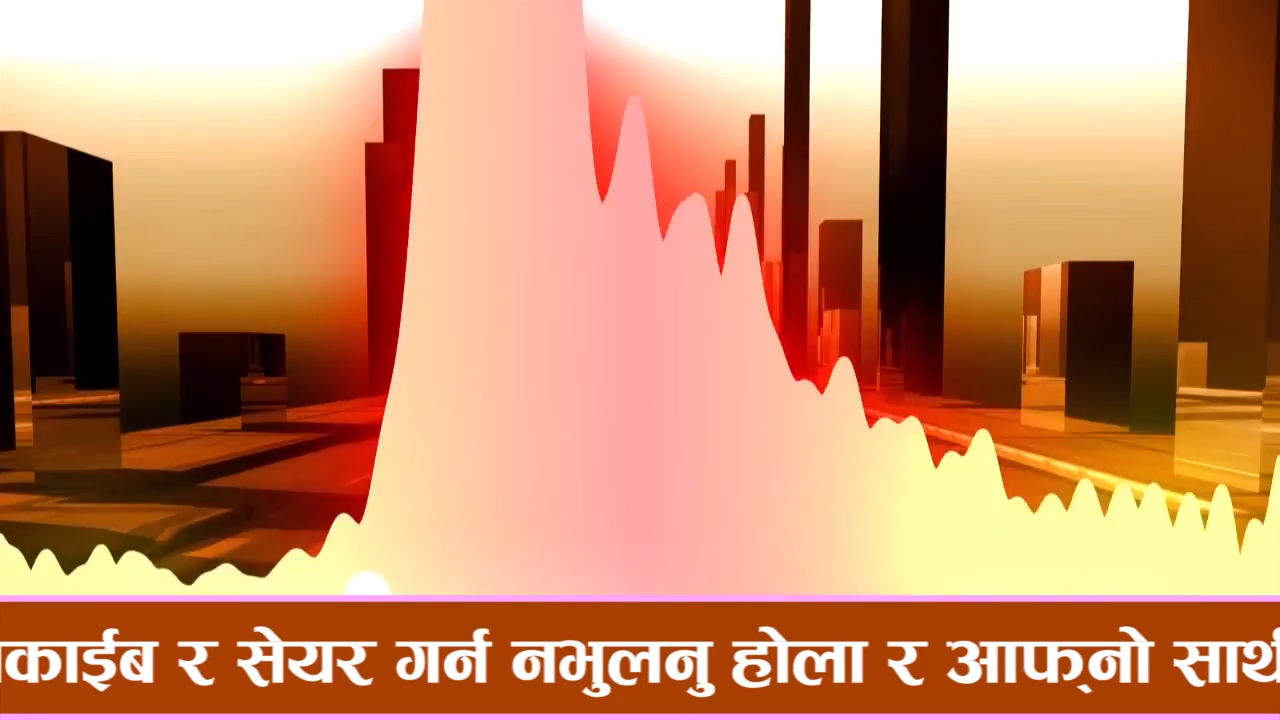 काईब र सेयर गर्न नभुलनु होला र आफ्नो